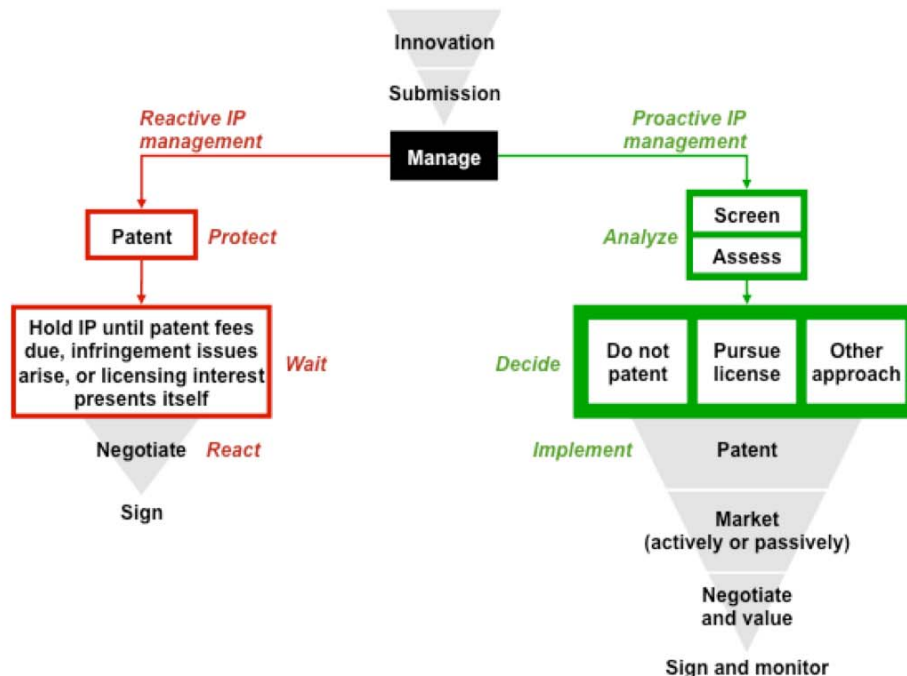 Innovation
Submission
Reactive IP
management
Proactive IP
management
Manage
Patent
Protect
Screen
Analyze
Assess
Hold IP until patent fees
due, infringement issues
arise, or licensing interest
presents itself
Wait
Decide
Do not
patent
Pursue
license
Other
approach
Negotiate
React
Sign
Implement
Patent
Market
(actively or passively)
Negotiate
and value
Sign and monitor